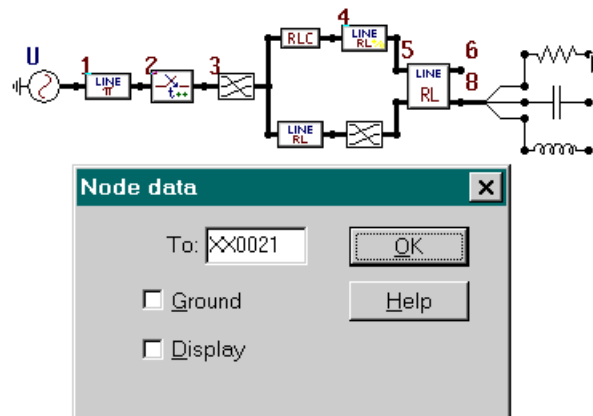 U
1
LINE
π
2
t++
3
RLC
4
LINE
RL
5
LINE
RL
6
8
LINE
RL
Node data
To: XX0021
OK
Ground
Help
Display